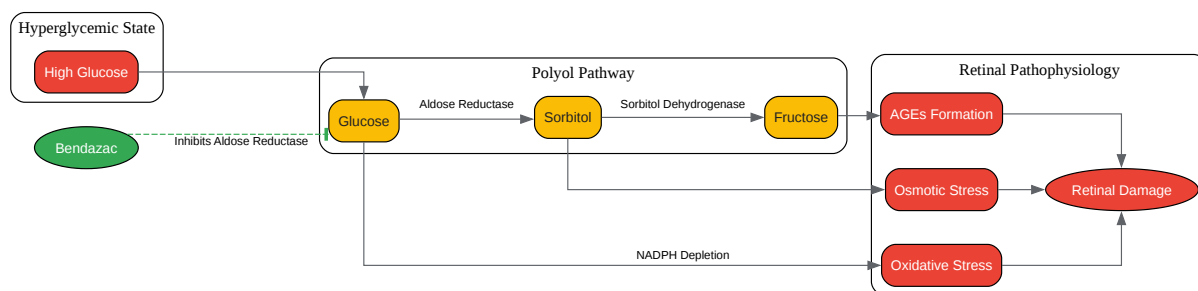 Hyperglycemic State
High Glucose
Polyol Pathway
Retinal Pathophysiology
Glucose
Aldose Reductase
Sorbitol
Sorbitol Dehydrogenase
Fructose
AGEs Formation
Bendazac
Inhibits Aldose Reductase
Osmotic Stress
Retinal Damage
NADPH Depletion
Oxidative Stress